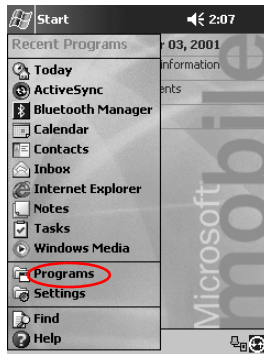 Start 2:07
Recent Programs
r 03, 2001
Today
information
ActiveSync
ents
Bluetooth Manager
Calendar
Contacts
Inbox
Internet Explorer
Notes
Tasks
Windows Media
Programs
Settings
Find
Help
Microsoft
mobile